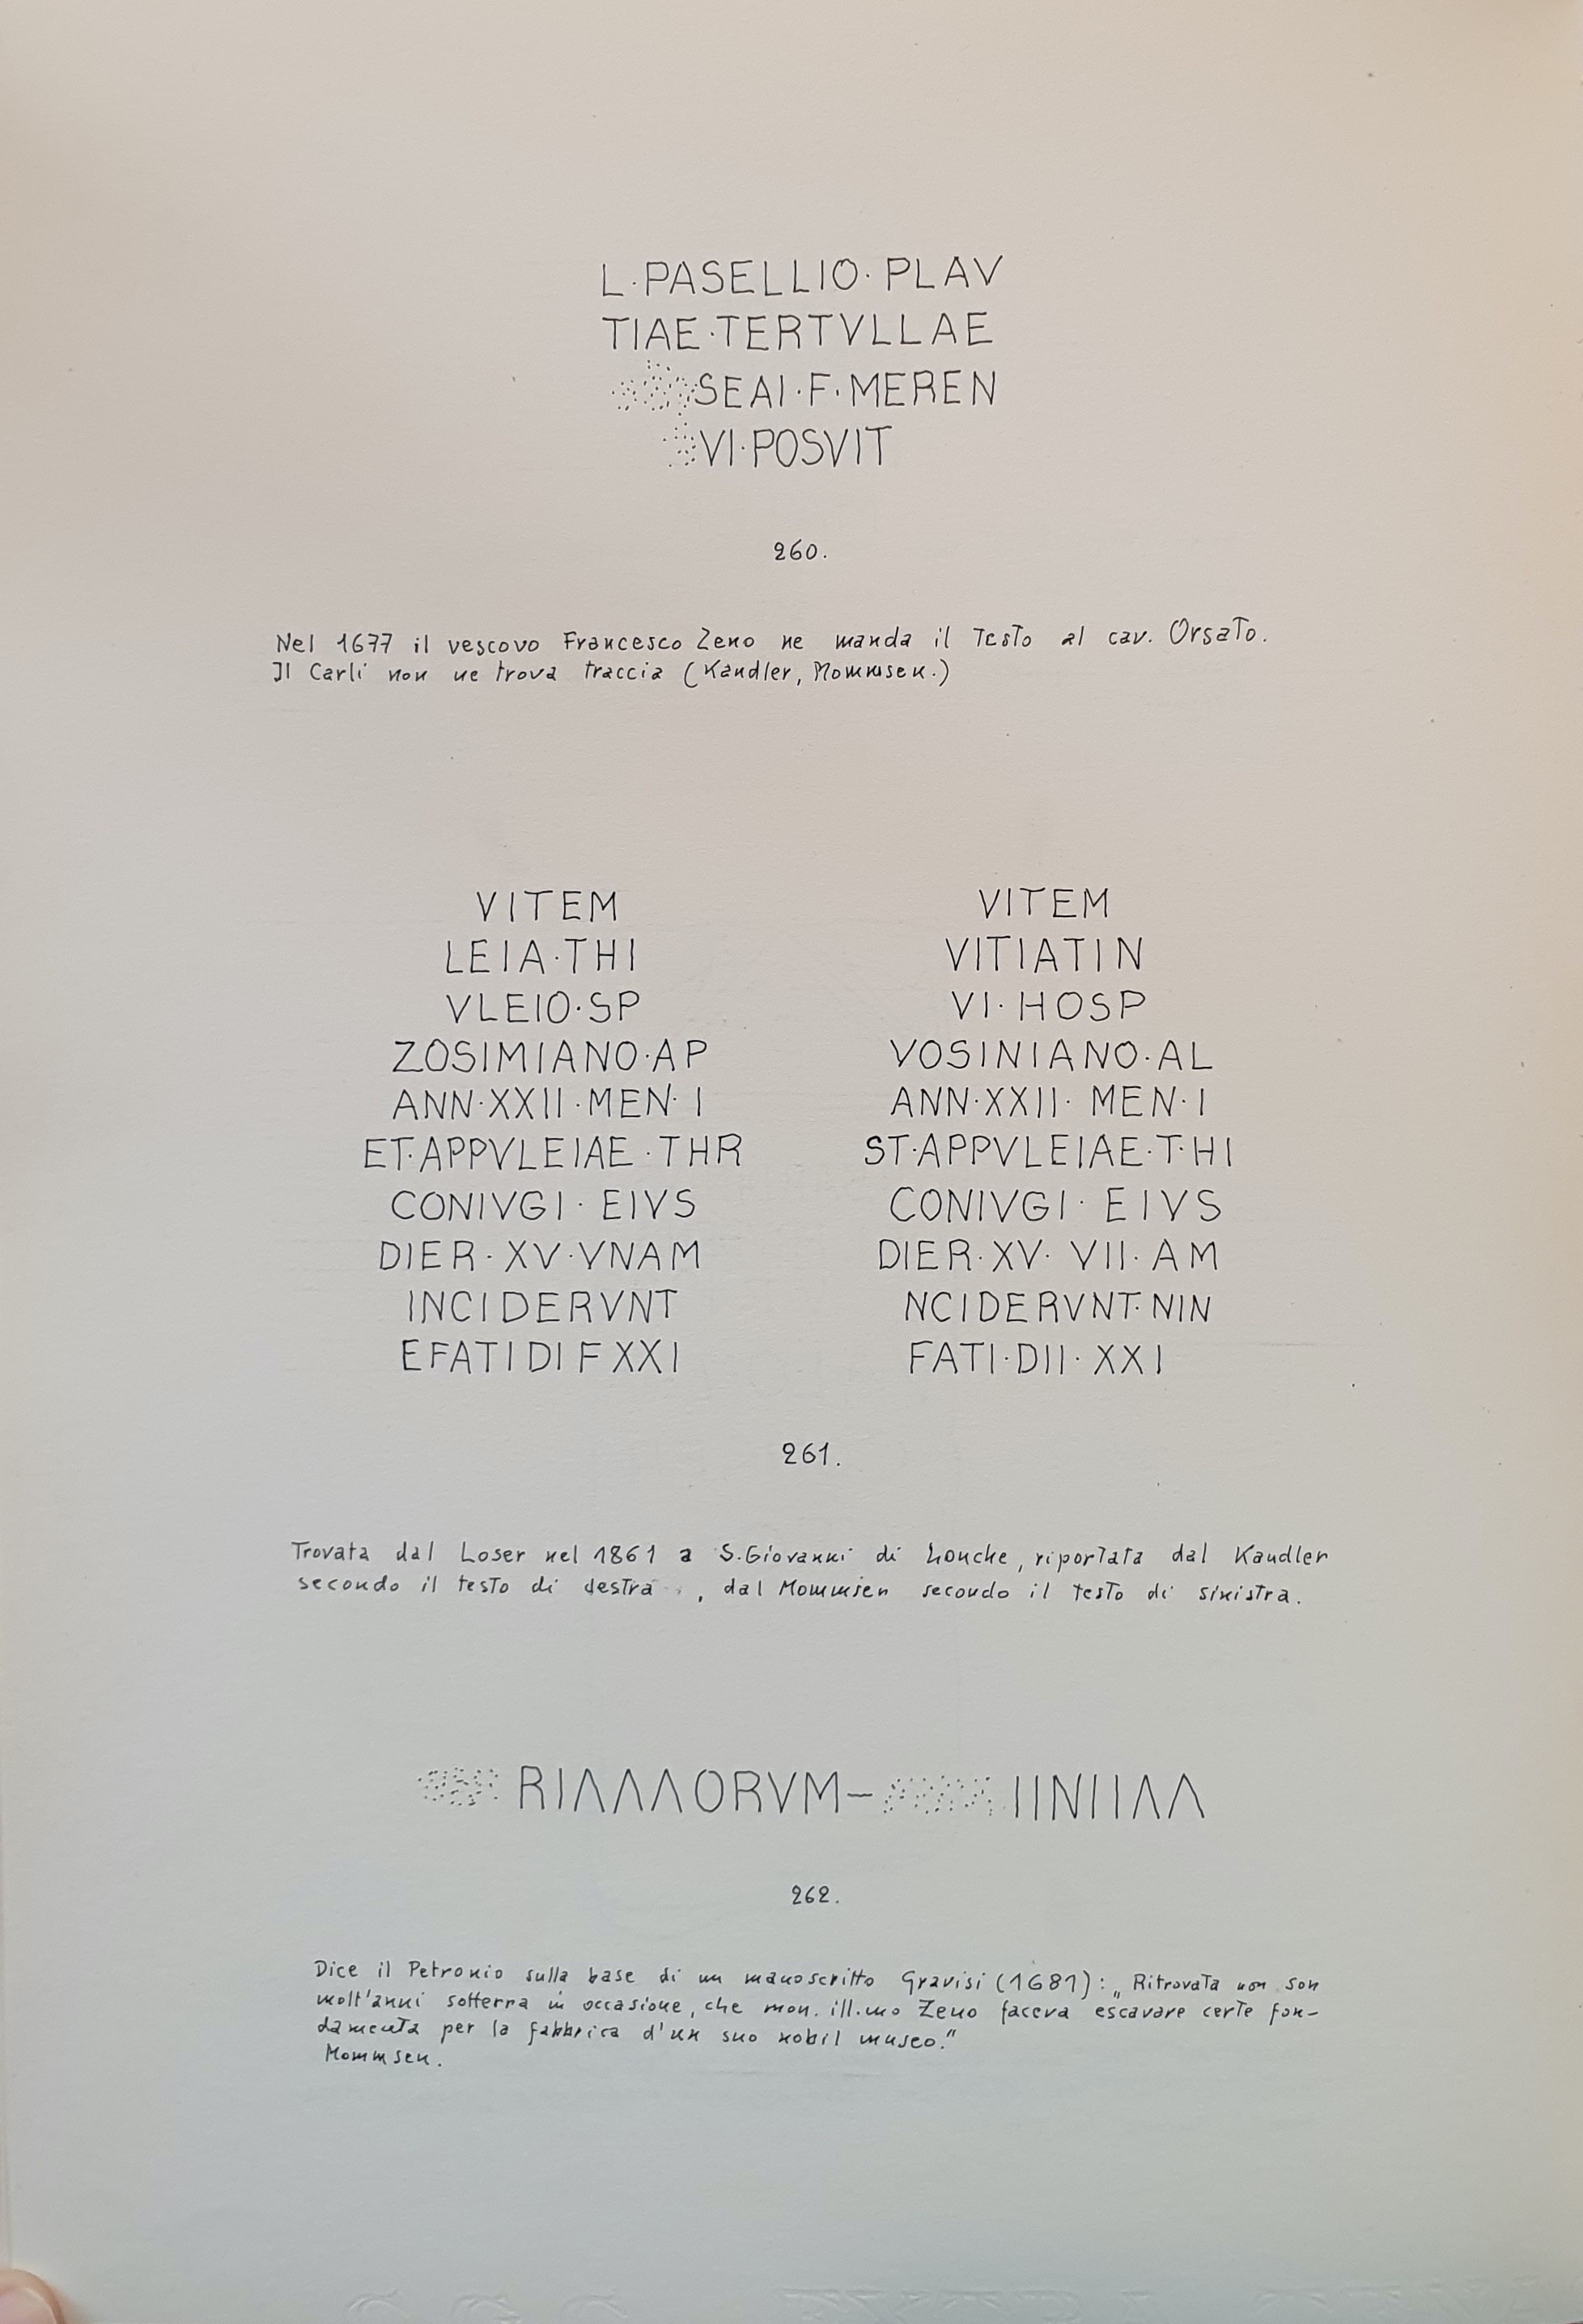 L·PASELLIO·PLAV
TIAE·TERTVLLAE
SEAI·F·MEREN
VI·POSVIT
260.
Nel 1677 il vescovo Francesco Zeno ne manda il testo al cav. Orsato.
Il Carli non ne trova traccia (Kandler, Mommsen.)
VITEM
LEIA·THI
VLEIO·SP
ZOSIMIANO·AP
ANN·XXII·MEN·I
ET·APPVLEIAE·THR
CONIVGI·EIVS
DIER·XV·VNAM
INCIDERVNT
EFATIDIFXXI
VITEM
VITIATIN
VI·HOSP
VOSINIANO·AL
ANN·XXII·MEN·I
ST·APPVLEIAE·T·HI
CONIVGI·EIVS
DIER·XV·VII·AM
NCIDERVNT·NIN
FATI·DII·XXI
261.
Trovata dal Loser nel 1861 a S.Giovanni di Lonche, riportata dal Kandler
secondo il testo di destra, dal Mommsen secondo il testo di sinistra.
RIΛΛΛORVM– IINIIΛΛ
262.
Dice il Petronio sulla base di un manoscritto Gravisi (1681): „Ritrovata non son
molt'anni sotterra in occasione, che mon. ill.mo Zeno faceva escavare certe fon-
damenta per la fabbrica d'un suo nobil museo."
Mommsen.